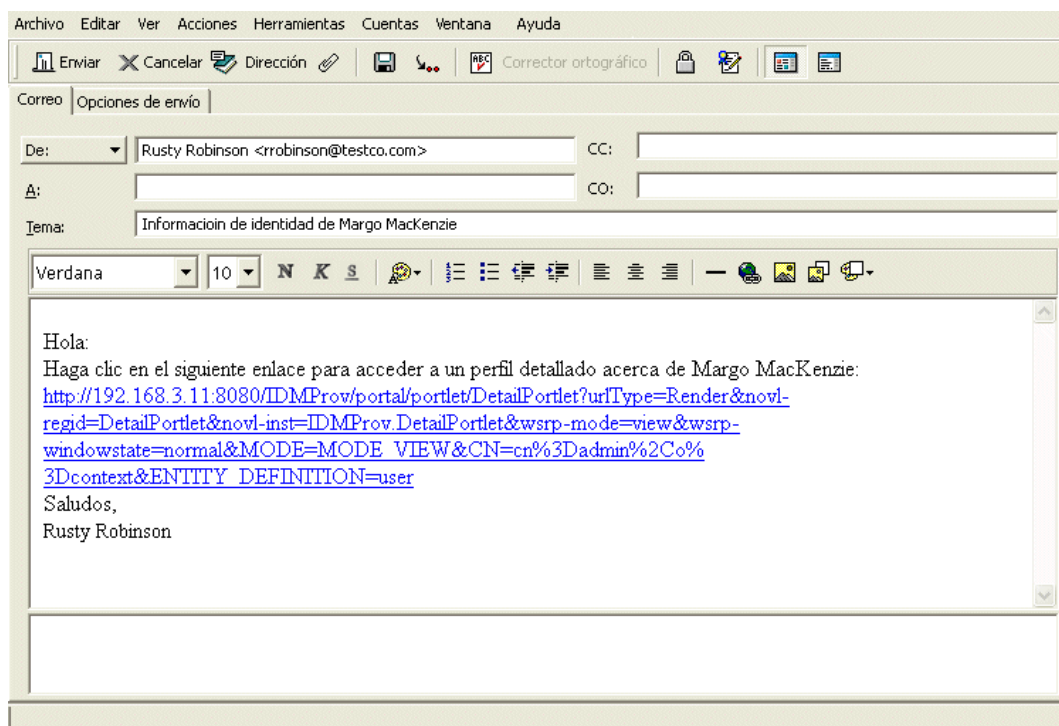 Archivo Editar Ver Acciones Herramientas Cuentas Ventana Ayuda
Enviar Cancelar Dirección ABC Corrector ortográfico
Correo Opciones de envío
De: Rusty Robinson <rrobinson@testco.com> CC:
A: CO:
Tema: Informacioin de identidad de Margo MacKenzie
Verdana 10 N K S
Hola:
Haga clic en el siguiente enlace para acceder a un perfil detallado acerca de Margo MacKenzie:
http://192.168.3.11:8080/IDMProv/portal/portlet/DetailPortlet?urlType=Render&novl-
regid=DetailPortlet&novl-inst=IDMProv.DetailPortlet&wsrp-mode=view&wsrp-
windowstate=normal&MODE=MODE_VIEW&CN=cn%3Dadmin%2Co%
3Dcontext&ENTITY_DEFINITION=user
Saludos,
Rusty Robinson